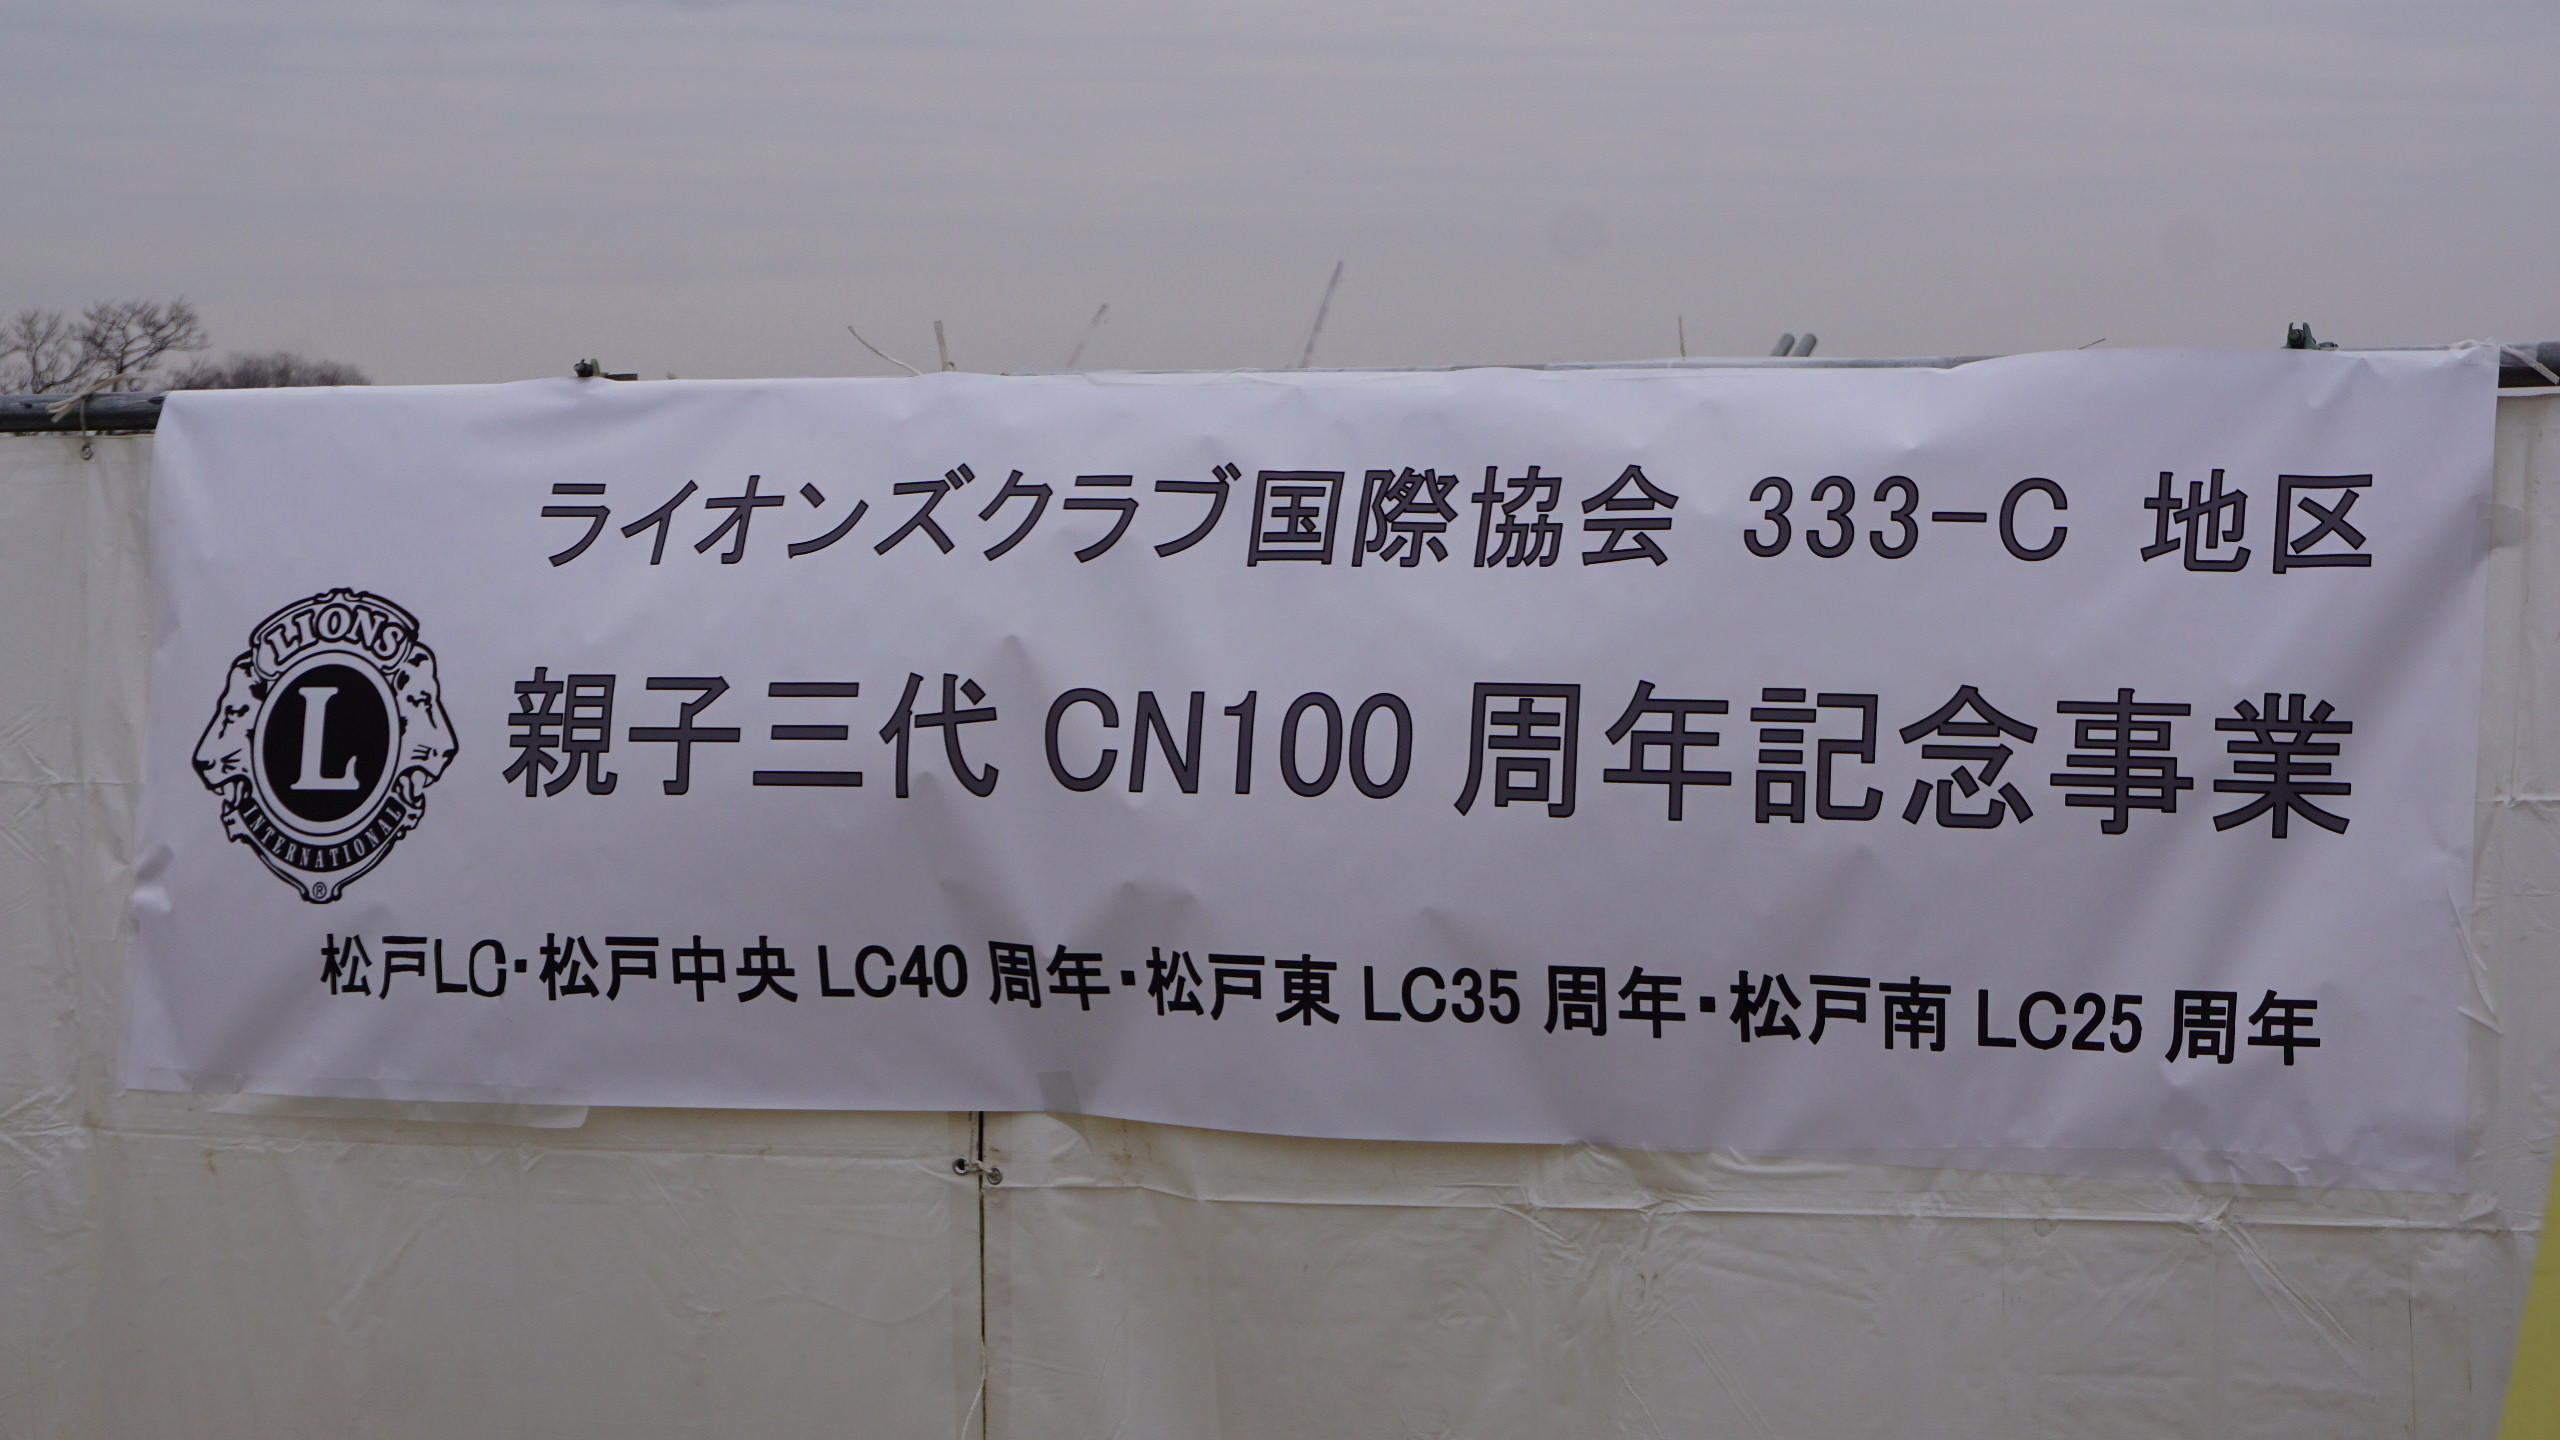 ライオンズクラブ国際協会 333-C 地区
LIONS
L
INTERNATIONAL
®
親子三代 CN100 周年記念事業
松戸LC・松戸中央 LC40 周年・松戸東 LC35 周年・松戸南 LC25 周年